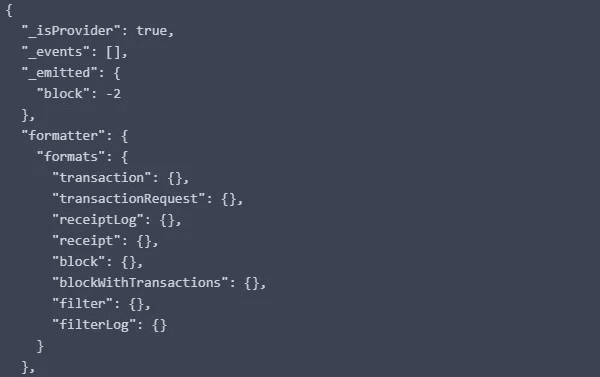 {
  "_isProvider": true,
  "_events": [],
  "_emitted": {
    "block": -2
  },
  "formatter": {
    "formats": {
      "transaction": {},
      "transactionRequest": {},
      "receiptLog": {},
      "receipt": {},
      "block": {},
      "blockWithTransactions": {},
      "filter": {},
      "filterLog": {}
    }
  },